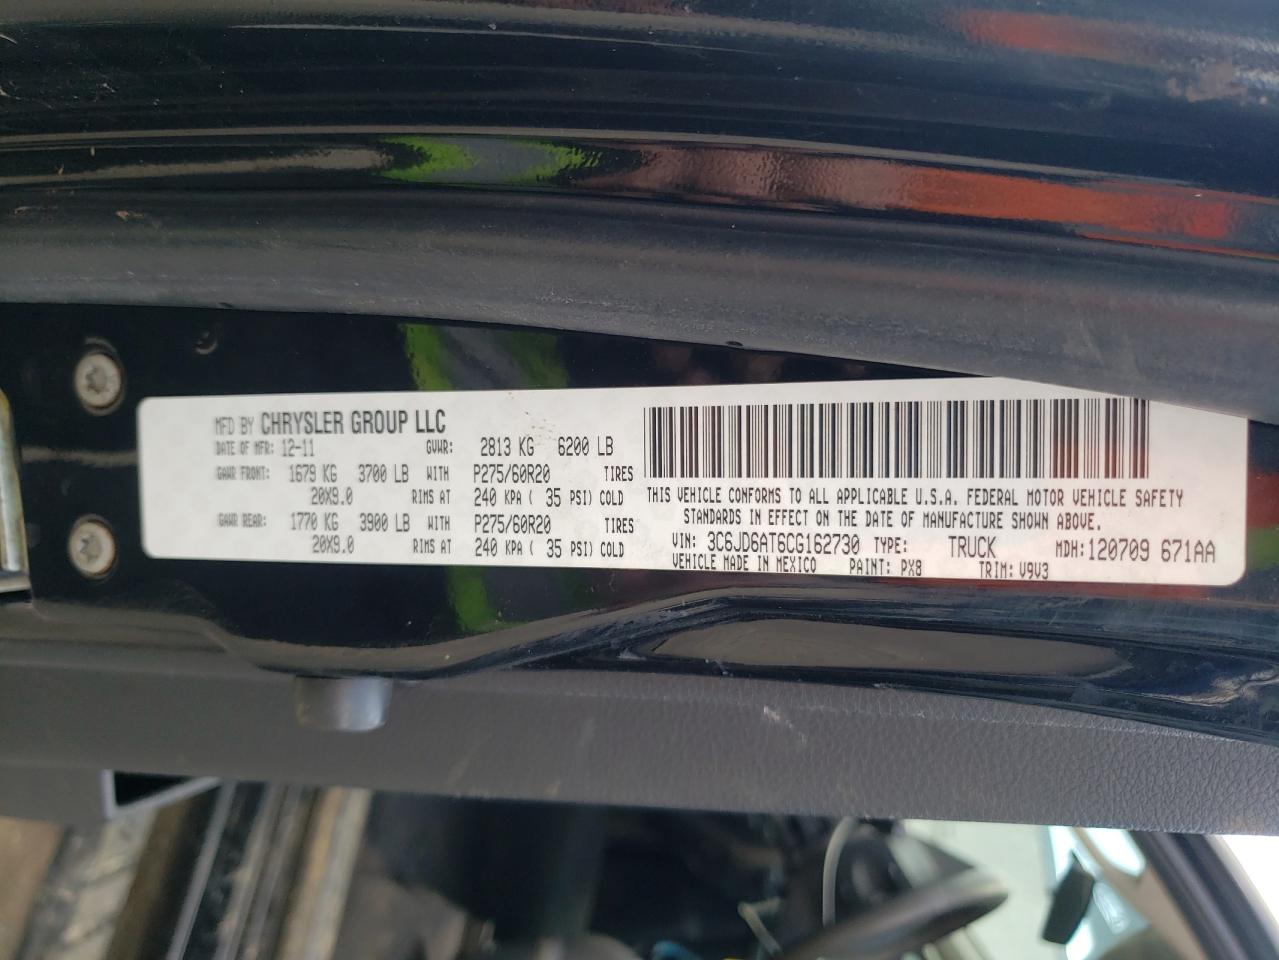 MFD BY CHRYSLER GROUP LLC
DATE OF MFR: 12-11 GVWR: 2813 KG 6200 LB
GAWR FRONT: 1679 KG 3700 LB WITH P275/60R20 TIRES
20X9.0 RIMS AT 240 KPA ( 35 PSI) COLD
GAWR REAR: 1770 KG 3900 LB WITH P275/60R20 TIRES
20X9.0 RIMS AT 240 KPA ( 35 PSI) COLD
THIS VEHICLE CONFORMS TO ALL APPLICABLE U.S.A. FEDERAL MOTOR VEHICLE SAFETY
STANDARDS IN EFFECT ON THE DATE OF MANUFACTURE SHOWN ABOVE.
VIN: 3C6JD6AT6CG162730 TYPE: TRUCK MDH: 120709 671AA
VEHICLE MADE IN MEXICO PAINT: PX8 TRIM: V9V3